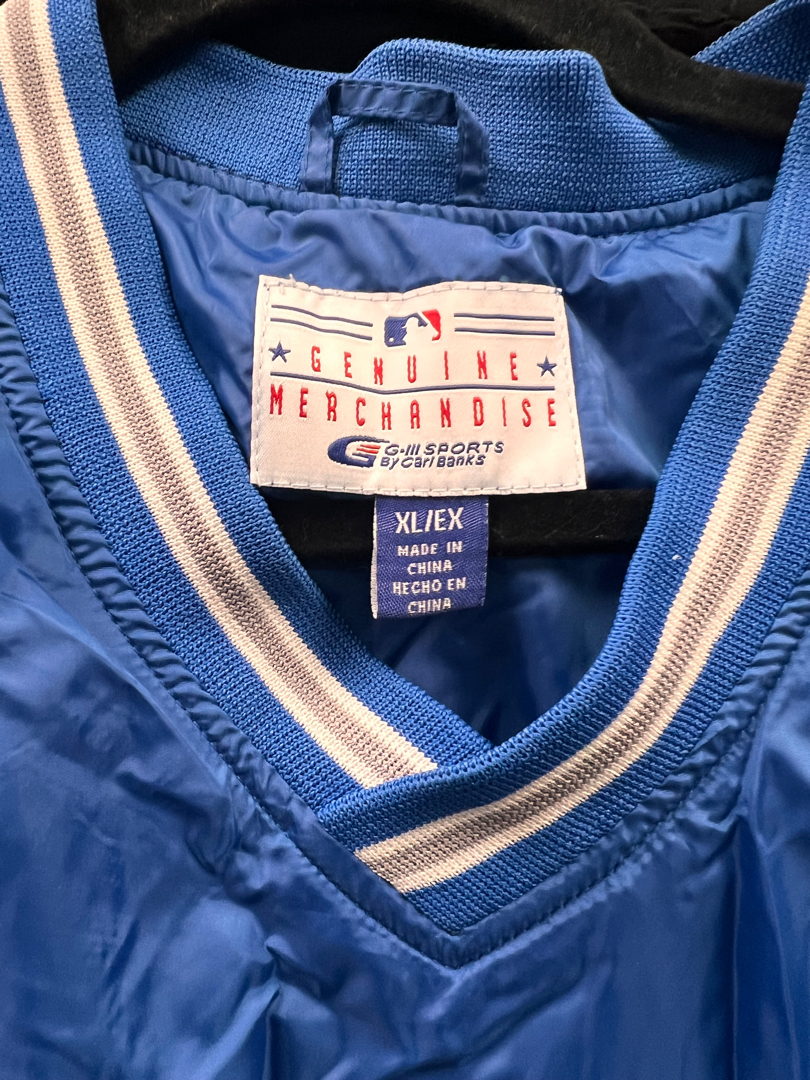 GENUINE
MERCHANDISE
G-III SPORTS
By Carl Banks
XL/EX
MADE IN
CHINA
HECHO EN
CHINA